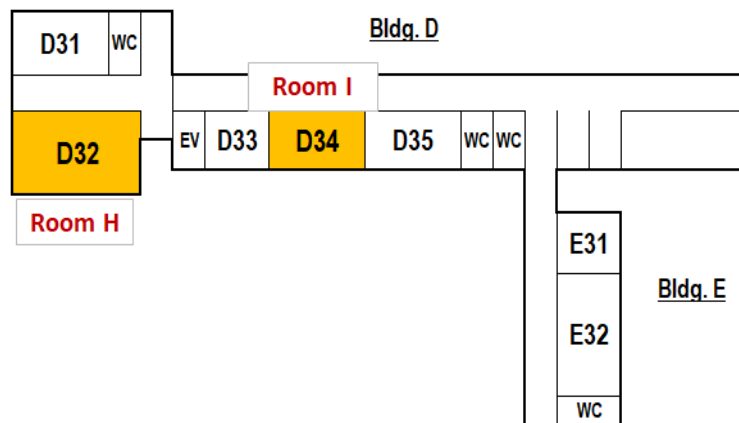 Bldg. D
D31
WC
Room I
D32
EV
D33
D34
D35
WC
WC
Room H
E31
Bldg. E
E32
WC